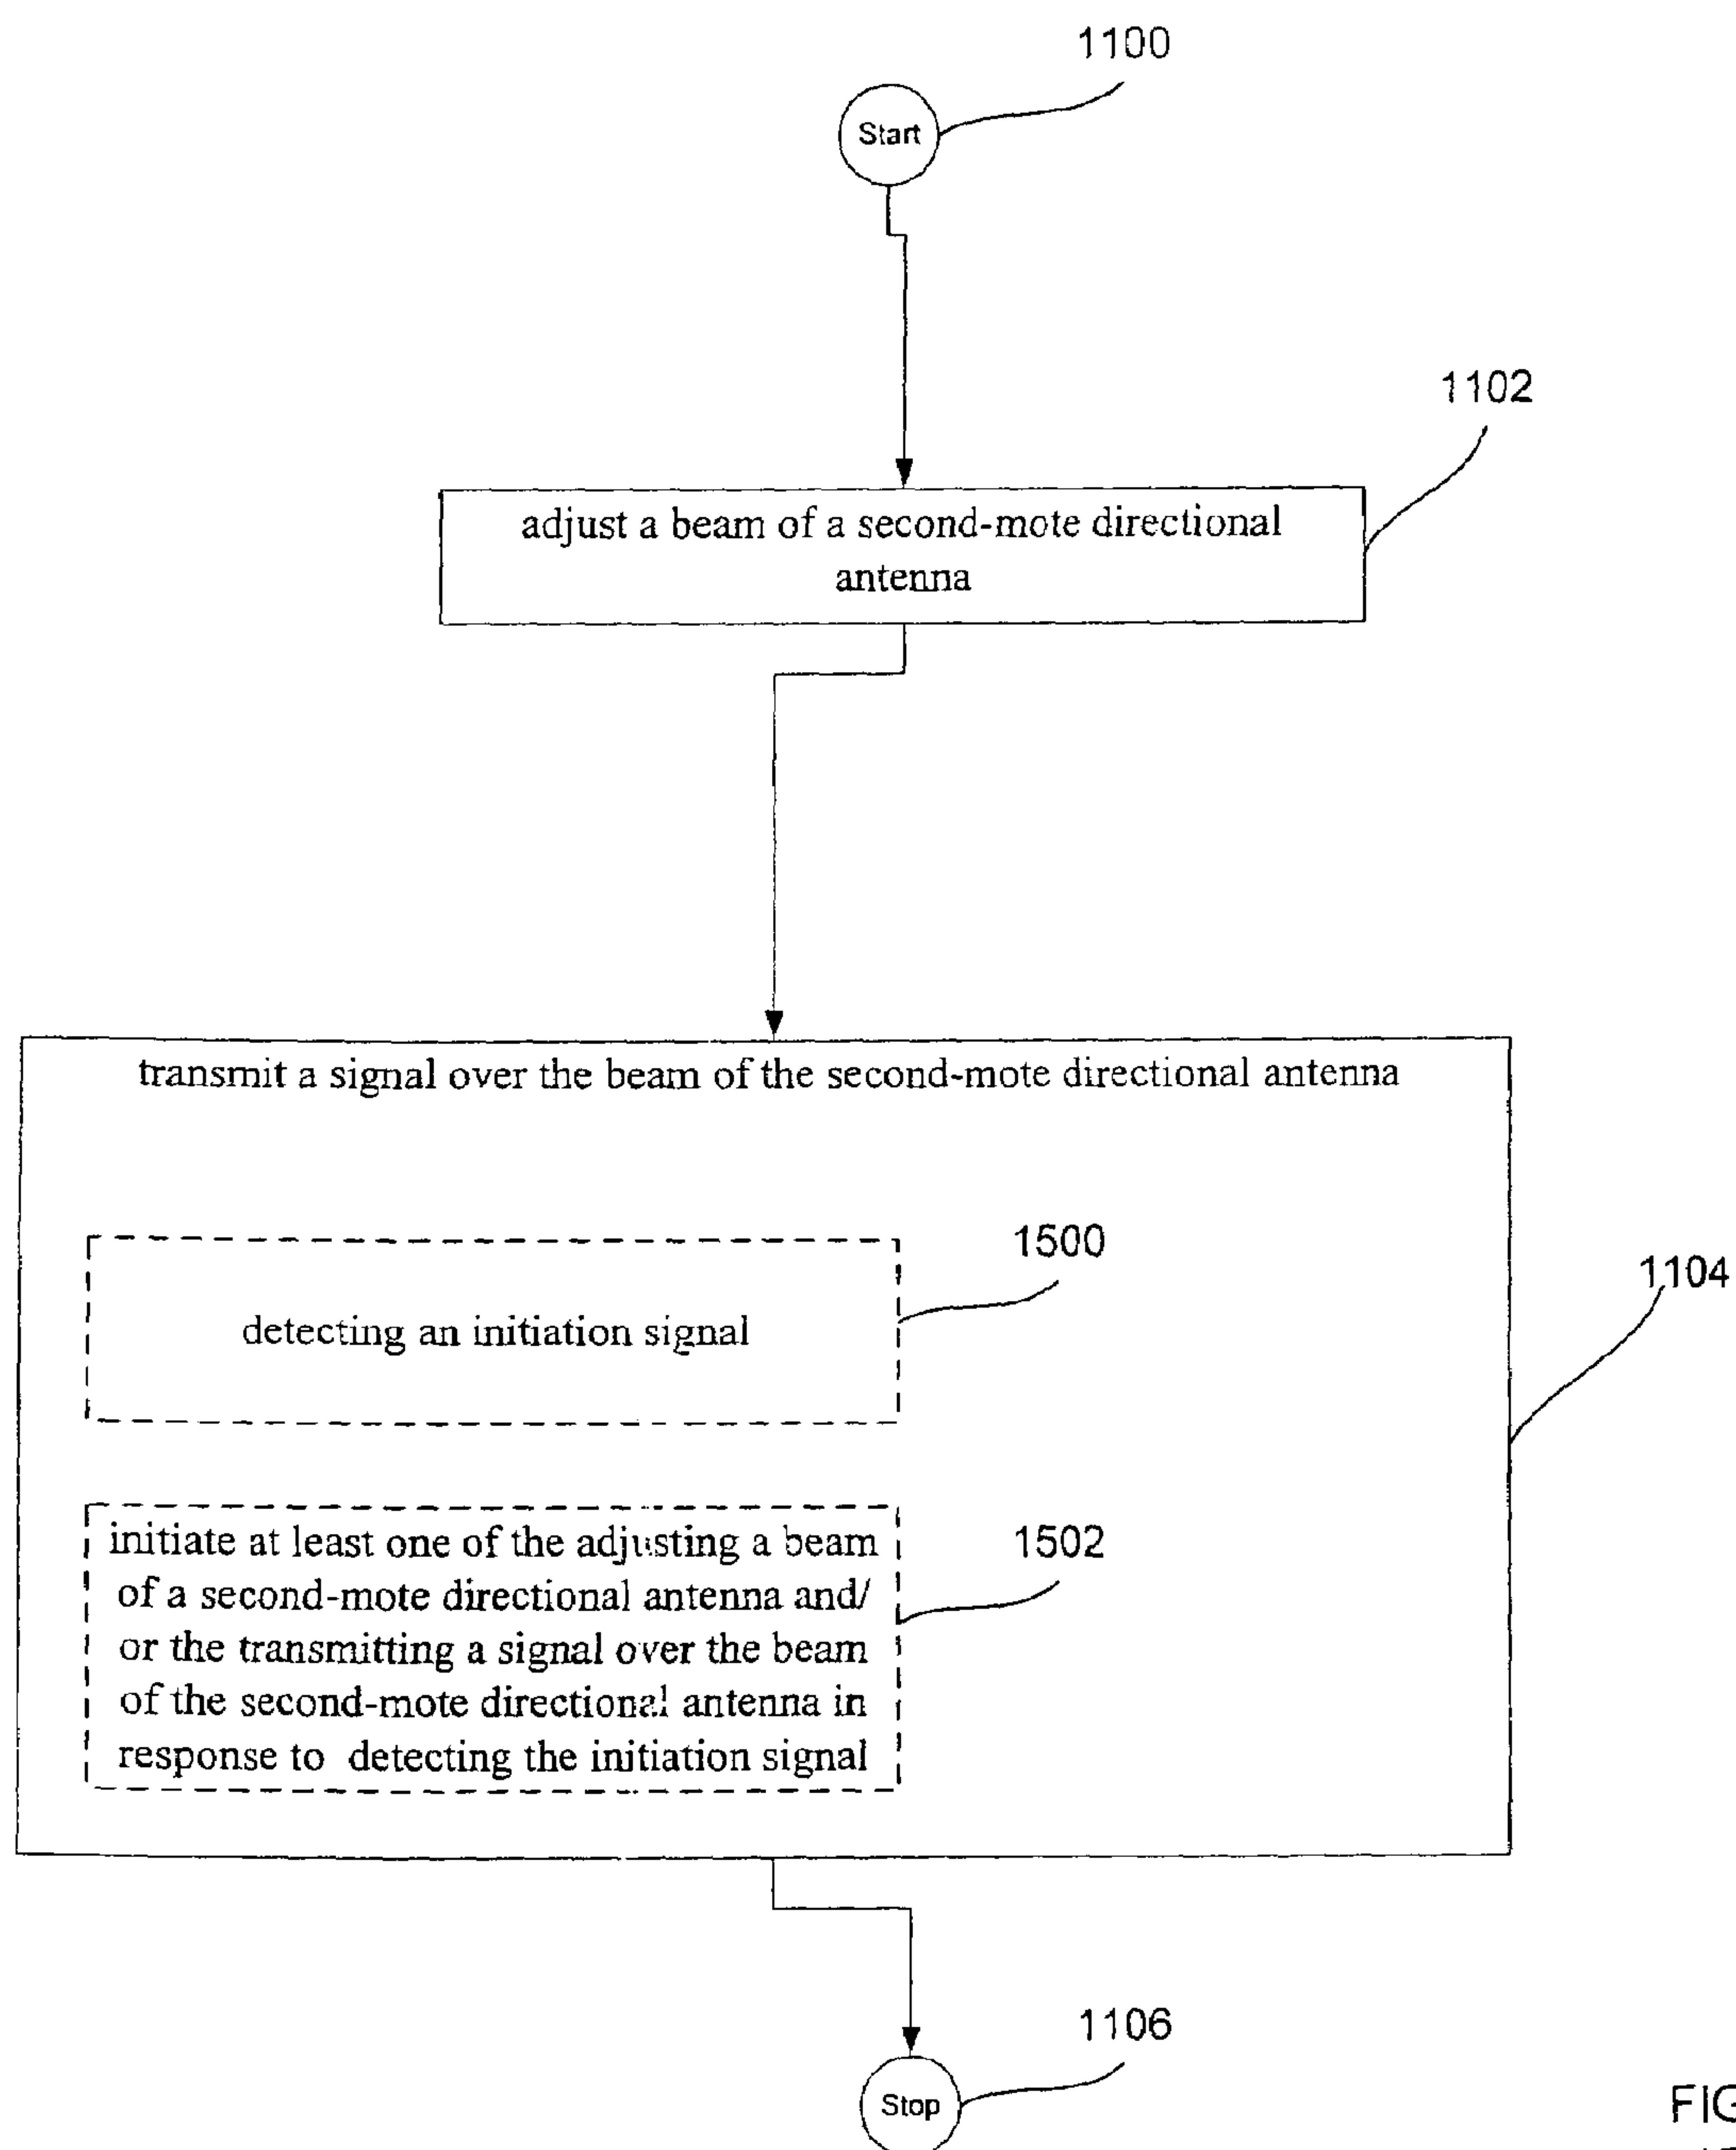 1100
Start
1102
adjust a beam of a second-mote directional
antenna
transmit a signal over the beam of the second-mote directional antenna
1500
1104
detecting an initiation signal
1502
initiate at least one of the adjusting a beam
of a second-mote directional antenna and/
or the transmitting a signal over the beam
of the second-mote directional antenna in
response to detecting the initiation signal
1106
Stop